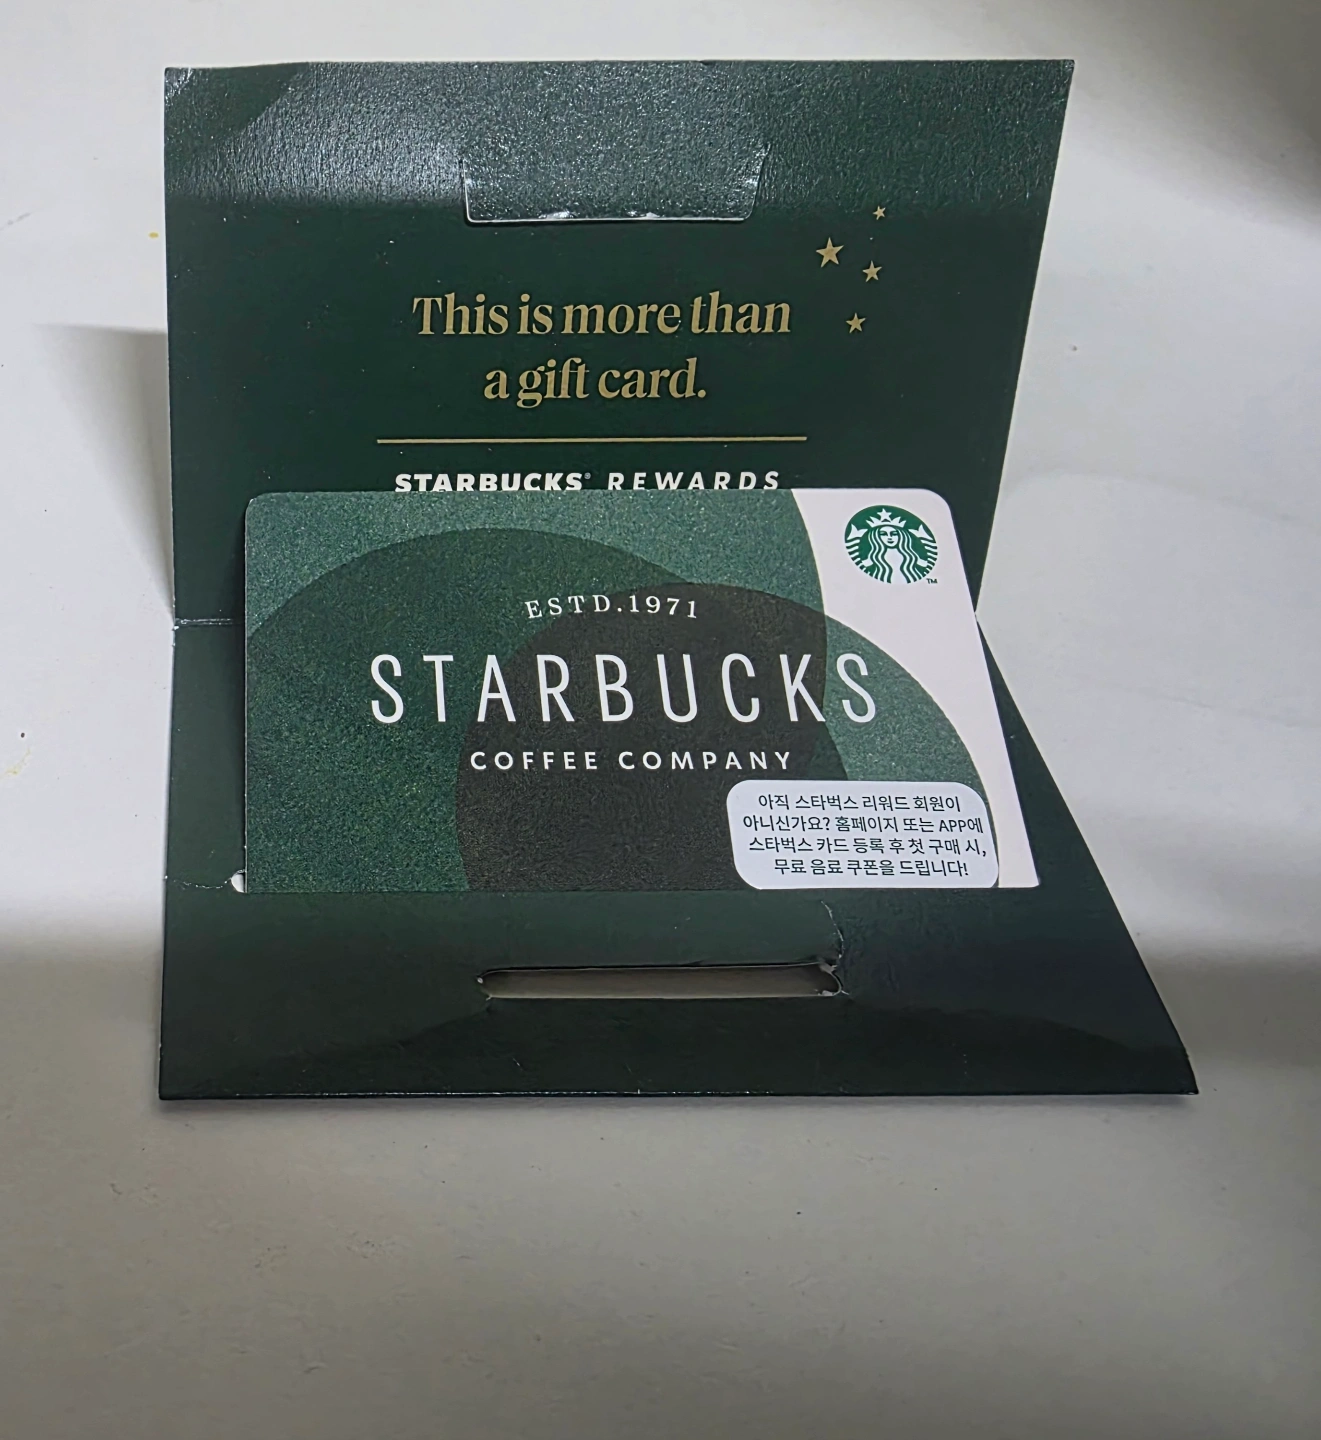 This is more than
a gift card.
STARBUCKS® REWARDS
TM
ESTD.1971
STARBUCKS
COFFEE COMPANY
아직 스타벅스 리워드 회원이
아니신가요? 홈페이지 또는 APP에
스타벅스 카드 등록 후 첫 구매 시,
무료 음료 쿠폰을 드립니다!